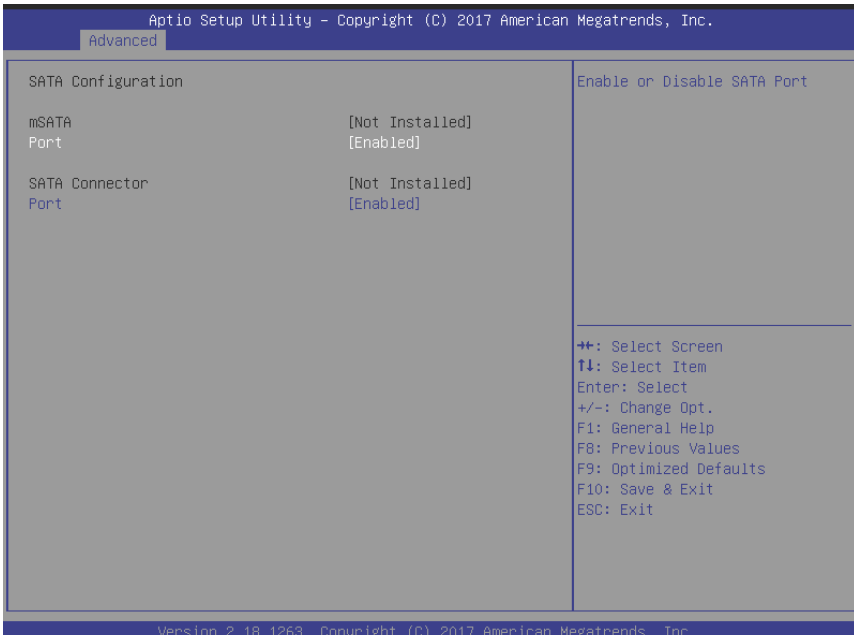 Aptio Setup Utility – Copyright (C) 2017 American Megatrends, Inc.
Advanced
SATA Configuration
mSATA [Not Installed]
Port [Enabled]
SATA Connector [Not Installed]
Port [Enabled]
Enable or Disable SATA Port
→←: Select Screen
↑↓: Select Item
Enter: Select
+/-: Change Opt.
F1: General Help
F8: Previous Values
F9: Optimized Defaults
F10: Save & Exit
ESC: Exit
Version 2.18.1263. Copyright (C) 2017 American Megatrends, Inc.